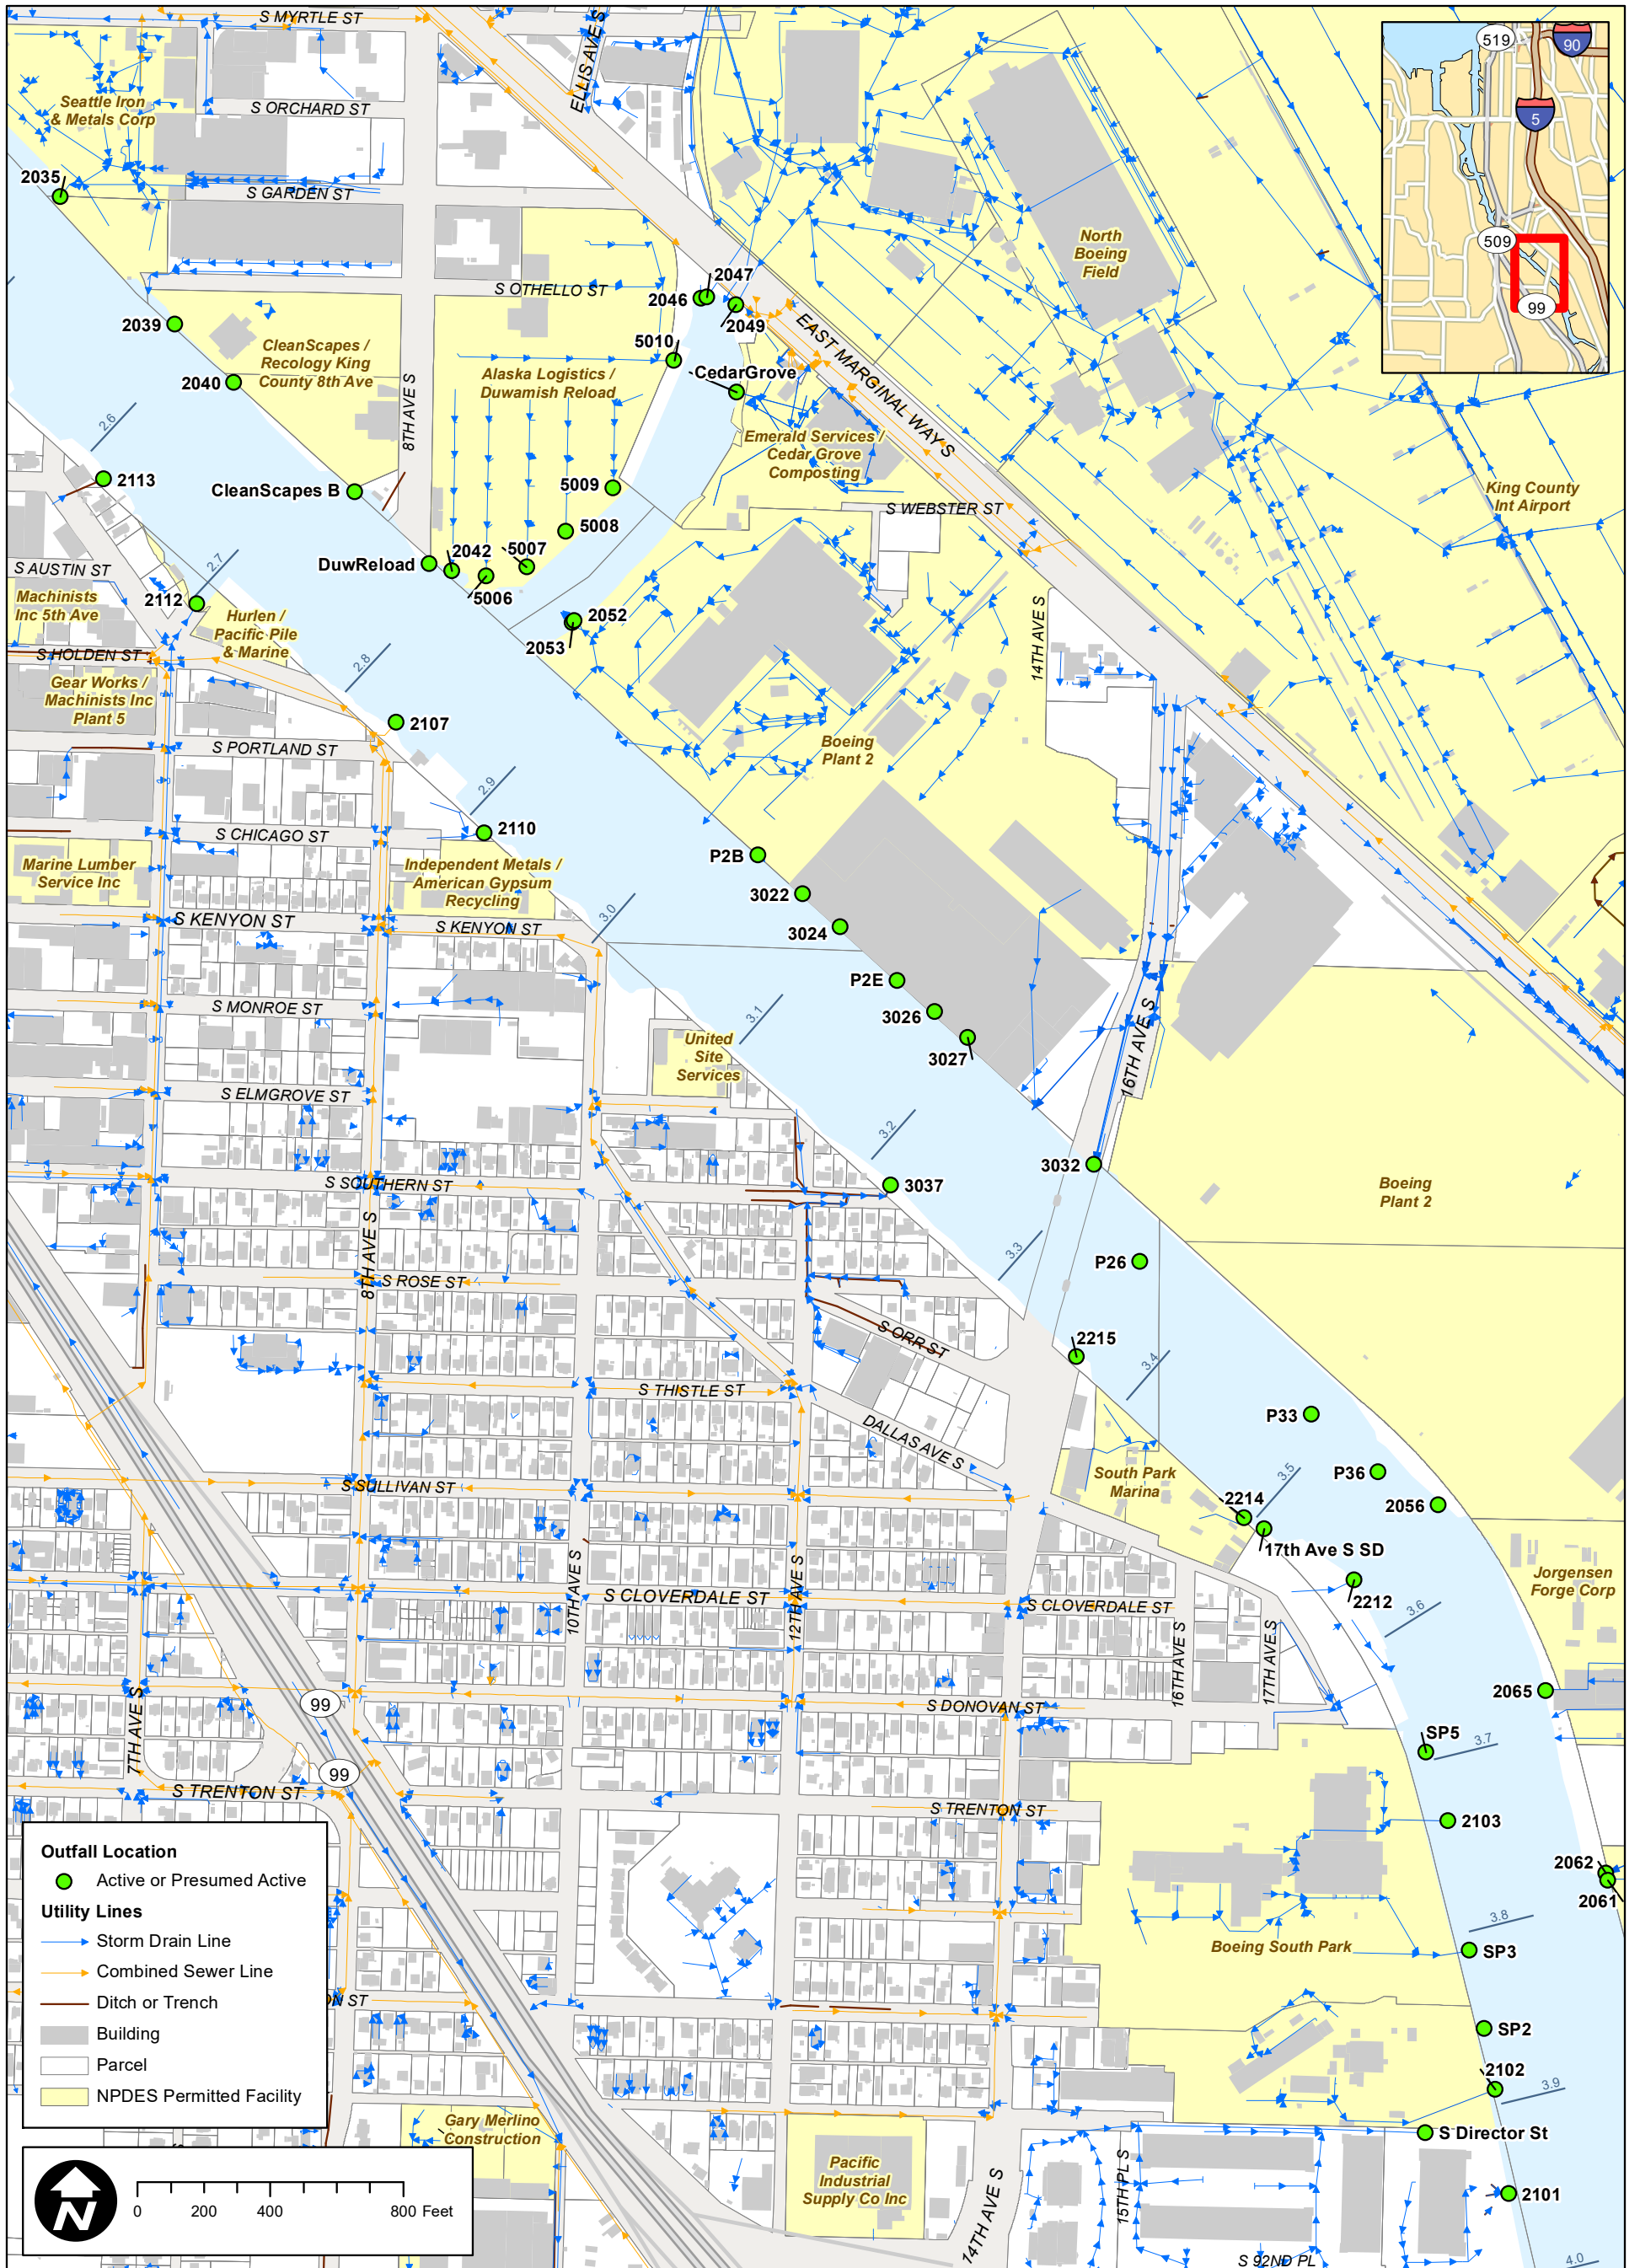 S MYRTLE ST
ELLIS AVE S
519
90
5
509
99
Seattle Iron
& Metals Corp
S ORCHARD ST
2035
S GARDEN ST
North
Boeing
Field
2047
2046
2049
S OTHELLO ST
2039
5010
EAST MARGINAL WAY S
CleanScapes /
Recology King
County 8th Ave
2040
Alaska Logistics /
Duwamish Reload
CedarGrove
8TH AVE S
2.6
Emerald Services /
Cedar Grove
Composting
2113
CleanScapes B
5009
S WEBSTER ST
King County
Int Airport
5008
2.7
2042
5007
DuwReload
5006
S AUSTIN ST
Machinists
Inc 5th Ave
2112
Hurlen /
Pacific Pile
& Marine
2052
2053
14TH AVE S
S HOLDEN ST
2.8
Gear Works /
Machinists Inc
Plant 5
2107
S PORTLAND ST
Boeing
Plant 2
2.9
S CHICAGO ST
2110
P2B
Marine Lumber
Service Inc
Independent Metals /
American Gypsum
Recycling
3022
3.0
S KENYON ST
S KENYON ST
3024
P2E
S MONROE ST
3.1
3026
3027
United
Site
Services
16TH AVE S
S ELMGROVE ST
3.2
3032
S SOUTHERN ST
3037
Boeing
Plant 2
8TH AVE S
3.3
P26
S ROSE ST
S ORR ST
2215
3.4
S THISTLE ST
P33
DALLAS AVE S
South Park
Marina
3.5
P36
S SULLIVAN ST
2214
2056
17th Ave S SD
10TH AVE S
12TH AVE S
2212
Jorgensen
Forge Corp
S CLOVERDALE ST
S CLOVERDALE ST
3.6
16TH AVE S
17TH AVE S
7TH AVE S
99
S DONOVAN ST
2065
SP5
3.7
99
S TRENTON ST
S TRENTON ST
2103
2062
2061
Outfall Location
Active or Presumed Active
Utility Lines
Storm Drain Line
Combined Sewer Line
Ditch or Trench
Building
Parcel
NPDES Permitted Facility
3.8
Boeing South Park
SP3
ON ST
SP2
2102
3.9
Gary Merlino
Construction
S Director St
Pacific
Industrial
Supply Co Inc
14TH AVE S
15TH PL S
2101
N
0
200
400
800 Feet
S 92ND PL
4.0